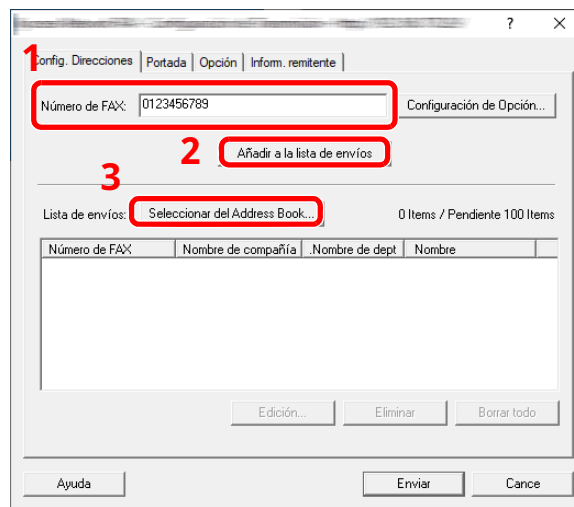 ?
1
Config. Direcciones Portada Opción Inform. remitente
Número de FAX: 0123456789 Configuración de Opción...
2 Añadir a la lista de envíos
3
Lista de envíos: Seleccionar del Address Book... 0 Items / Pendiente 100 Items
Número de FAX Nombre de compañía .Nombre de dept Nombre
Edición... Eliminar Borrar todo
Ayuda Enviar Cance